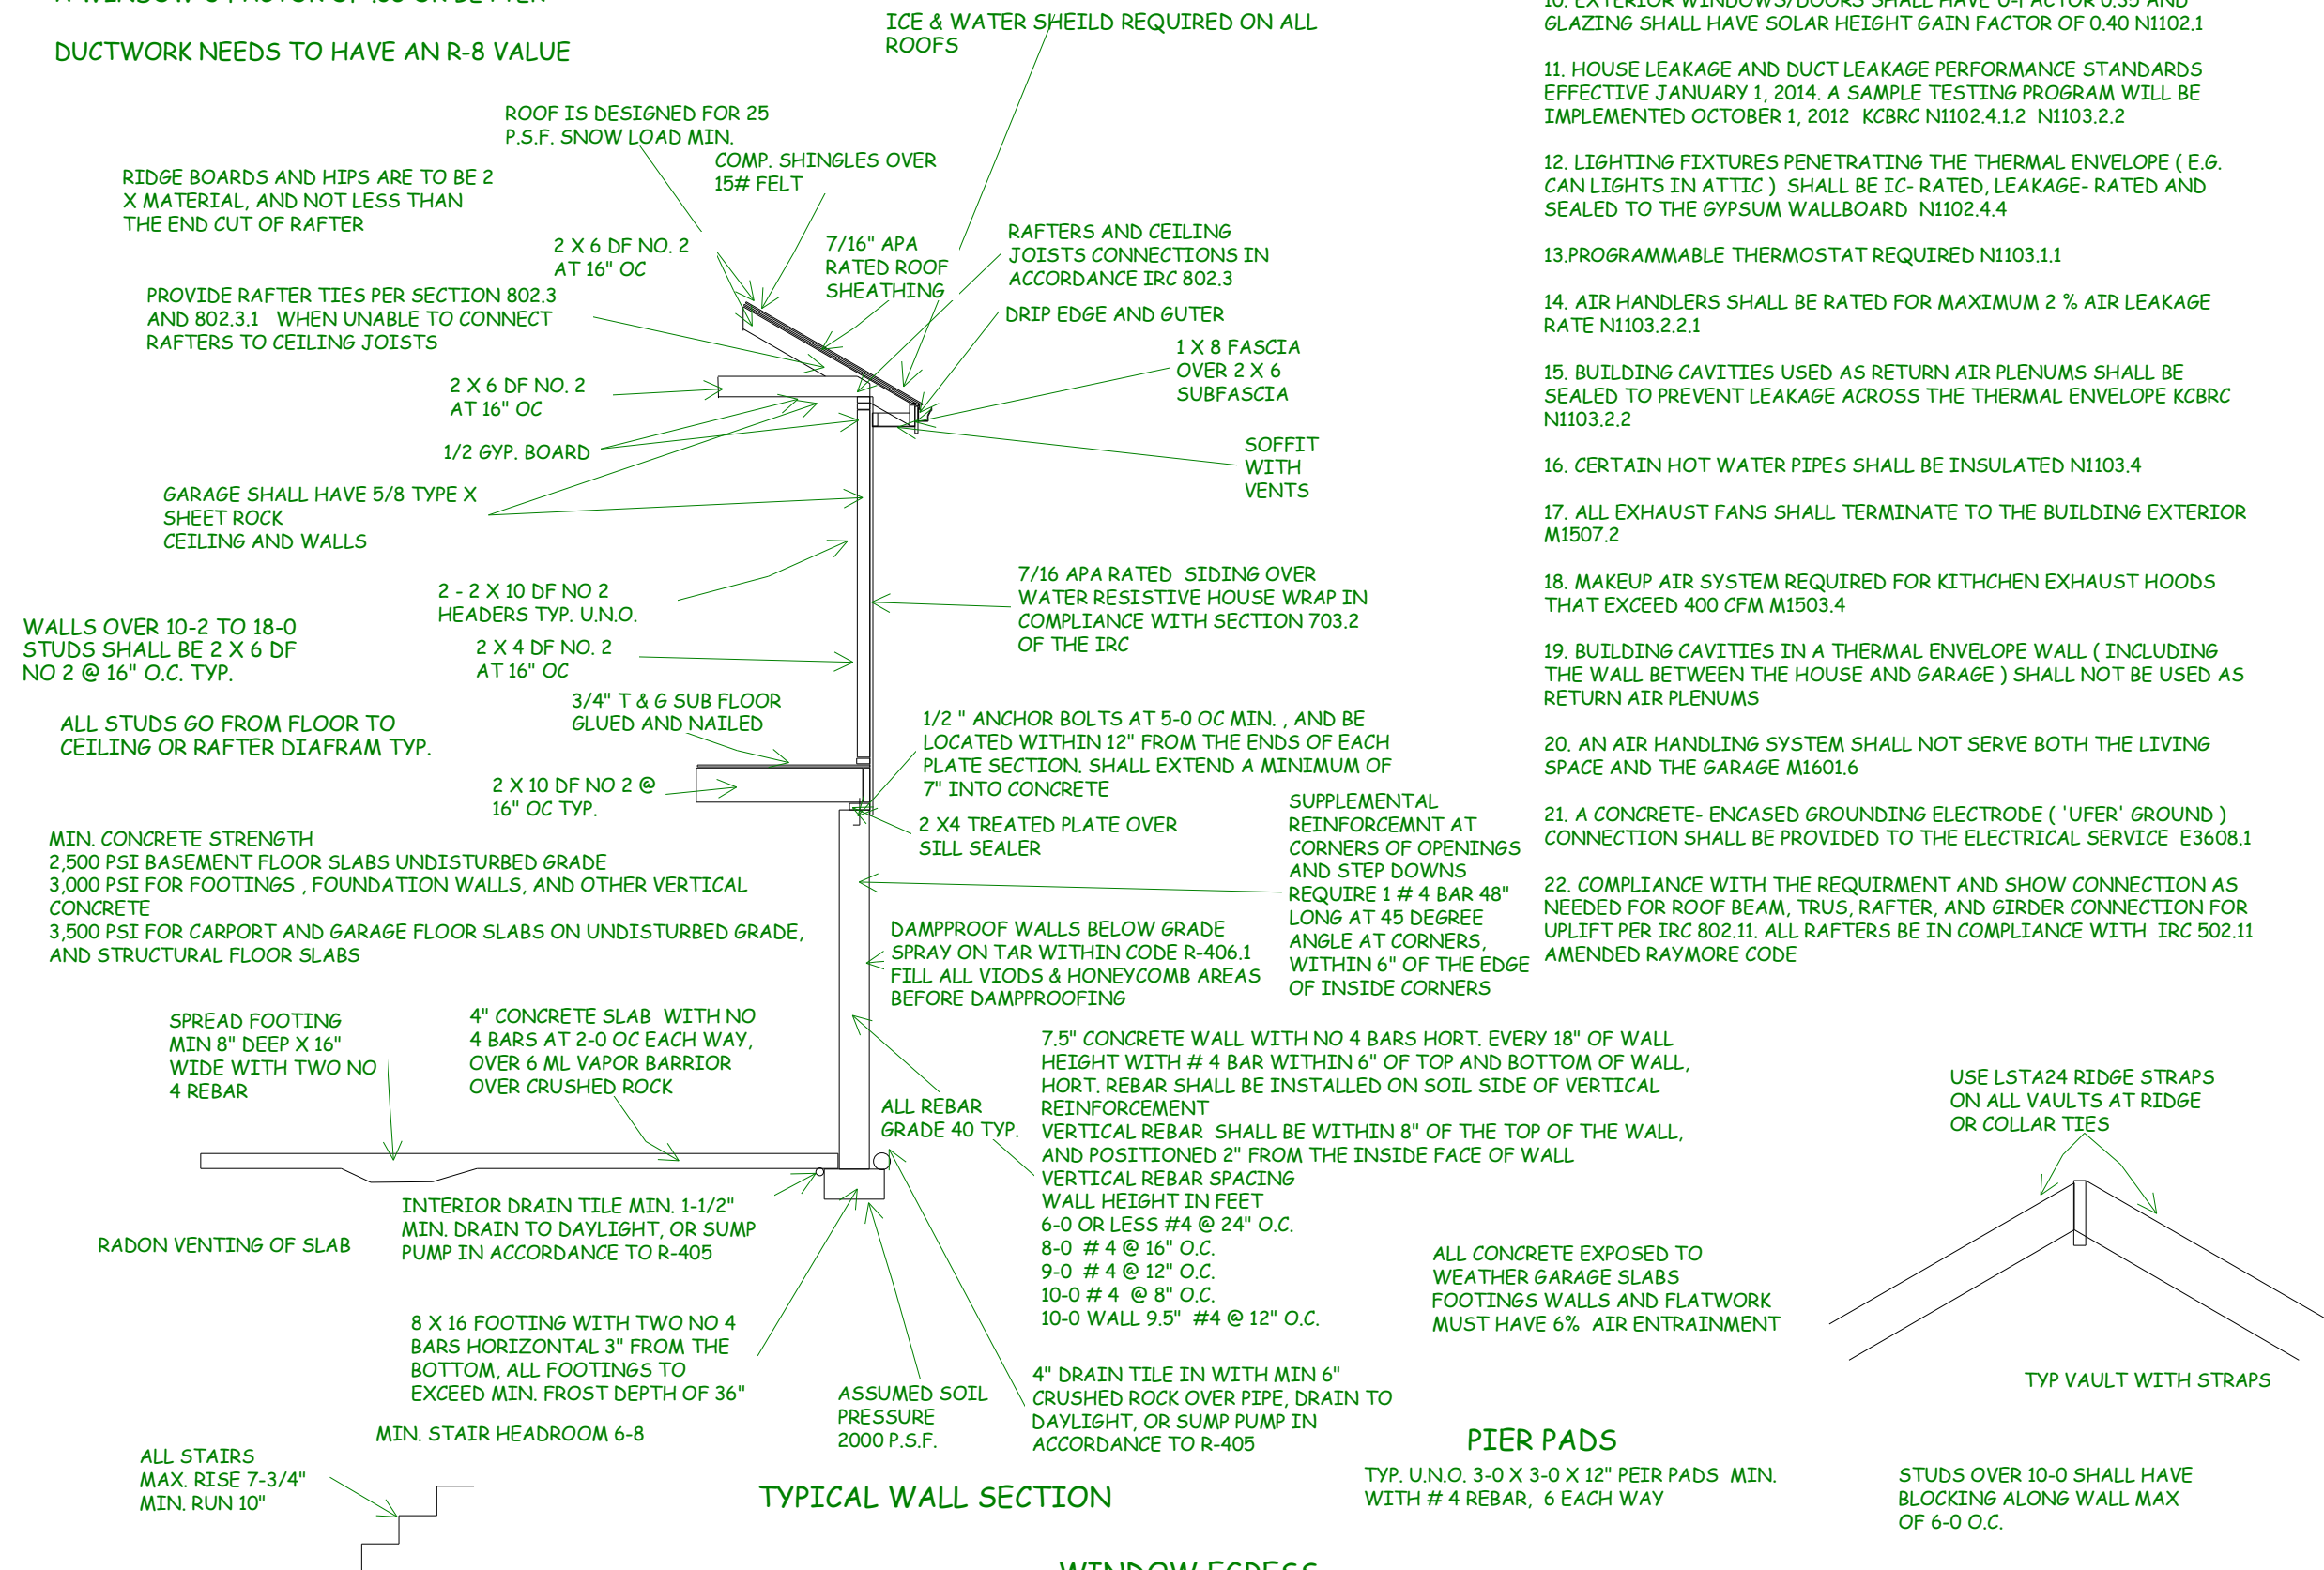 DUCTWORK NEEDS TO HAVE AN R-8 VALUE
ICE & WATER SHEILD REQUIRED ON ALL
ROOFS
ROOF IS DESIGNED FOR 25
P.S.F. SNOW LOAD MIN.
COMP. SHINGLES OVER
15# FELT
RIDGE BOARDS AND HIPS ARE TO BE 2
X MATERIAL, AND NOT LESS THAN
THE END CUT OF RAFTER
2 X 6 DF NO. 2
AT 16" OC
7/16" APA
RATED ROOF
SHEATHING
RAFTERS AND CEILING
JOISTS CONNECTIONS IN
ACCORDANCE IRC 802.3
PROVIDE RAFTER TIES PER SECTION 802.3
AND 802.3.1 WHEN UNABLE TO CONNECT
RAFTERS TO CEILING JOISTS
DRIP EDGE AND GUTER
1 X 8 FASCIA
OVER 2 X 6
SUBFASCIA
2 X 6 DF NO. 2
AT 16" OC
1/2 GYP. BOARD
SOFFIT
WITH
VENTS
GARAGE SHALL HAVE 5/8 TYPE X
SHEET ROCK
CEILING AND WALLS
2 - 2 X 10 DF NO 2
HEADERS TYP. U.N.O.
7/16 APA RATED SIDING OVER
WATER RESISTIVE HOUSE WRAP IN
COMPLIANCE WITH SECTION 703.2
OF THE IRC
WALLS OVER 10-2 TO 18-0
STUDS SHALL BE 2 X 6 DF
NO 2 @ 16" O.C. TYP.
2 X 4 DF NO. 2
AT 16" OC
3/4" T & G SUB FLOOR
GLUED AND NAILED
ALL STUDS GO FROM FLOOR TO
CEILING OR RAFTER DIAFRAM TYP.
1/2 " ANCHOR BOLTS AT 5-0 OC MIN. , AND BE
LOCATED WITHIN 12" FROM THE ENDS OF EACH
PLATE SECTION. SHALL EXTEND A MINIMUM OF
7" INTO CONCRETE
2 X 10 DF NO 2 @
16" OC TYP.
2 X4 TREATED PLATE OVER
SILL SEALER
SUPPLEMENTAL
REINFORCEMNT AT
CORNERS OF OPENINGS
AND STEP DOWNS
REQUIRE 1 # 4 BAR 48"
LONG AT 45 DEGREE
ANGLE AT CORNERS,
WITHIN 6" OF THE EDGE
OF INSIDE CORNERS
MIN. CONCRETE STRENGTH
2,500 PSI BASEMENT FLOOR SLABS UNDISTURBED GRADE
3,000 PSI FOR FOOTINGS , FOUNDATION WALLS, AND OTHER VERTICAL
CONCRETE
3,500 PSI FOR CARPORT AND GARAGE FLOOR SLABS ON UNDISTURBED GRADE,
AND STRUCTURAL FLOOR SLABS
DAMPPROOF WALLS BELOW GRADE
SPRAY ON TAR WITHIN CODE R-406.1
FILL ALL VIODS & HONEYCOMB AREAS
BEFORE DAMPPROOFING
SPREAD FOOTING
MIN 8" DEEP X 16"
WIDE WITH TWO NO
4 REBAR
4" CONCRETE SLAB WITH NO
4 BARS AT 2-0 OC EACH WAY,
OVER 6 ML VAPOR BARRIOR
OVER CRUSHED ROCK
ALL REBAR
GRADE 40 TYP.
7.5" CONCRETE WALL WITH NO 4 BARS HORT. EVERY 18" OF WALL
HEIGHT WITH # 4 BAR WITHIN 6" OF TOP AND BOTTOM OF WALL,
HORT. REBAR SHALL BE INSTALLED ON SOIL SIDE OF VERTICAL
REINFORCEMENT
VERTICAL REBAR SHALL BE WITHIN 8" OF THE TOP OF THE WALL,
AND POSITIONED 2" FROM THE INSIDE FACE OF WALL
VERTICAL REBAR SPACING
WALL HEIGHT IN FEET
6-0 OR LESS #4 @ 24" O.C.
8-0 # 4 @ 16" O.C.
9-0 # 4 @ 12" O.C.
10-0 # 4 @ 8" O.C.
10-0 WALL 9.5" #4 @ 12" O.C.
INTERIOR DRAIN TILE MIN. 1-1/2"
MIN. DRAIN TO DAYLIGHT, OR SUMP
PUMP IN ACCORDANCE TO R-405
RADON VENTING OF SLAB
8 X 16 FOOTING WITH TWO NO 4
BARS HORIZONTAL 3" FROM THE
BOTTOM, ALL FOOTINGS TO
EXCEED MIN. FROST DEPTH OF 36"
ASSUMED SOIL
PRESSURE
2000 P.S.F.
4" DRAIN TILE IN WITH MIN 6"
CRUSHED ROCK OVER PIPE, DRAIN TO
DAYLIGHT, OR SUMP PUMP IN
ACCORDANCE TO R-405
MIN. STAIR HEADROOM 6-8
ALL STAIRS
MAX. RISE 7-3/4"
MIN. RUN 10"
TYPICAL WALL SECTION
GLAZING SHALL HAVE SOLAR HEIGHT GAIN FACTOR OF 0.40 N1102.1
11. HOUSE LEAKAGE AND DUCT LEAKAGE PERFORMANCE STANDARDS
EFFECTIVE JANUARY 1, 2014. A SAMPLE TESTING PROGRAM WILL BE
IMPLEMENTED OCTOBER 1, 2012 KCBRC N1102.4.1.2 N1103.2.2
12. LIGHTING FIXTURES PENETRATING THE THERMAL ENVELOPE ( E.G.
CAN LIGHTS IN ATTIC ) SHALL BE IC- RATED, LEAKAGE- RATED AND
SEALED TO THE GYPSUM WALLBOARD N1102.4.4
13.PROGRAMMABLE THERMOSTAT REQUIRED N1103.1.1
14. AIR HANDLERS SHALL BE RATED FOR MAXIMUM 2 % AIR LEAKAGE
RATE N1103.2.2.1
15. BUILDING CAVITIES USED AS RETURN AIR PLENUMS SHALL BE
SEALED TO PREVENT LEAKAGE ACROSS THE THERMAL ENVELOPE KCBRC
N1103.2.2
16. CERTAIN HOT WATER PIPES SHALL BE INSULATED N1103.4
17. ALL EXHAUST FANS SHALL TERMINATE TO THE BUILDING EXTERIOR
M1507.2
18. MAKEUP AIR SYSTEM REQUIRED FOR KITHCHEN EXHAUST HOODS
THAT EXCEED 400 CFM M1503.4
19. BUILDING CAVITIES IN A THERMAL ENVELOPE WALL ( INCLUDING
THE WALL BETWEEN THE HOUSE AND GARAGE ) SHALL NOT BE USED AS
RETURN AIR PLENUMS
20. AN AIR HANDLING SYSTEM SHALL NOT SERVE BOTH THE LIVING
SPACE AND THE GARAGE M1601.6
21. A CONCRETE- ENCASED GROUNDING ELECTRODE ( 'UFER' GROUND )
CONNECTION SHALL BE PROVIDED TO THE ELECTRICAL SERVICE E3608.1
22. COMPLIANCE WITH THE REQUIRMENT AND SHOW CONNECTION AS
NEEDED FOR ROOF BEAM, TRUS, RAFTER, AND GIRDER CONNECTION FOR
UPLIFT PER IRC 802.11. ALL RAFTERS BE IN COMPLIANCE WITH IRC 502.11
AMENDED RAYMORE CODE
USE LSTA24 RIDGE STRAPS
ON ALL VAULTS AT RIDGE
OR COLLAR TIES
TYP VAULT WITH STRAPS
ALL CONCRETE EXPOSED TO
WEATHER GARAGE SLABS
FOOTINGS WALLS AND FLATWORK
MUST HAVE 6% AIR ENTRAINMENT
PIER PADS
TYP. U.N.O. 3-0 X 3-0 X 12" PEIR PADS MIN.
WITH # 4 REBAR, 6 EACH WAY
STUDS OVER 10-0 SHALL HAVE
BLOCKING ALONG WALL MAX
OF 6-0 O.C.
WINDOW EGRESS